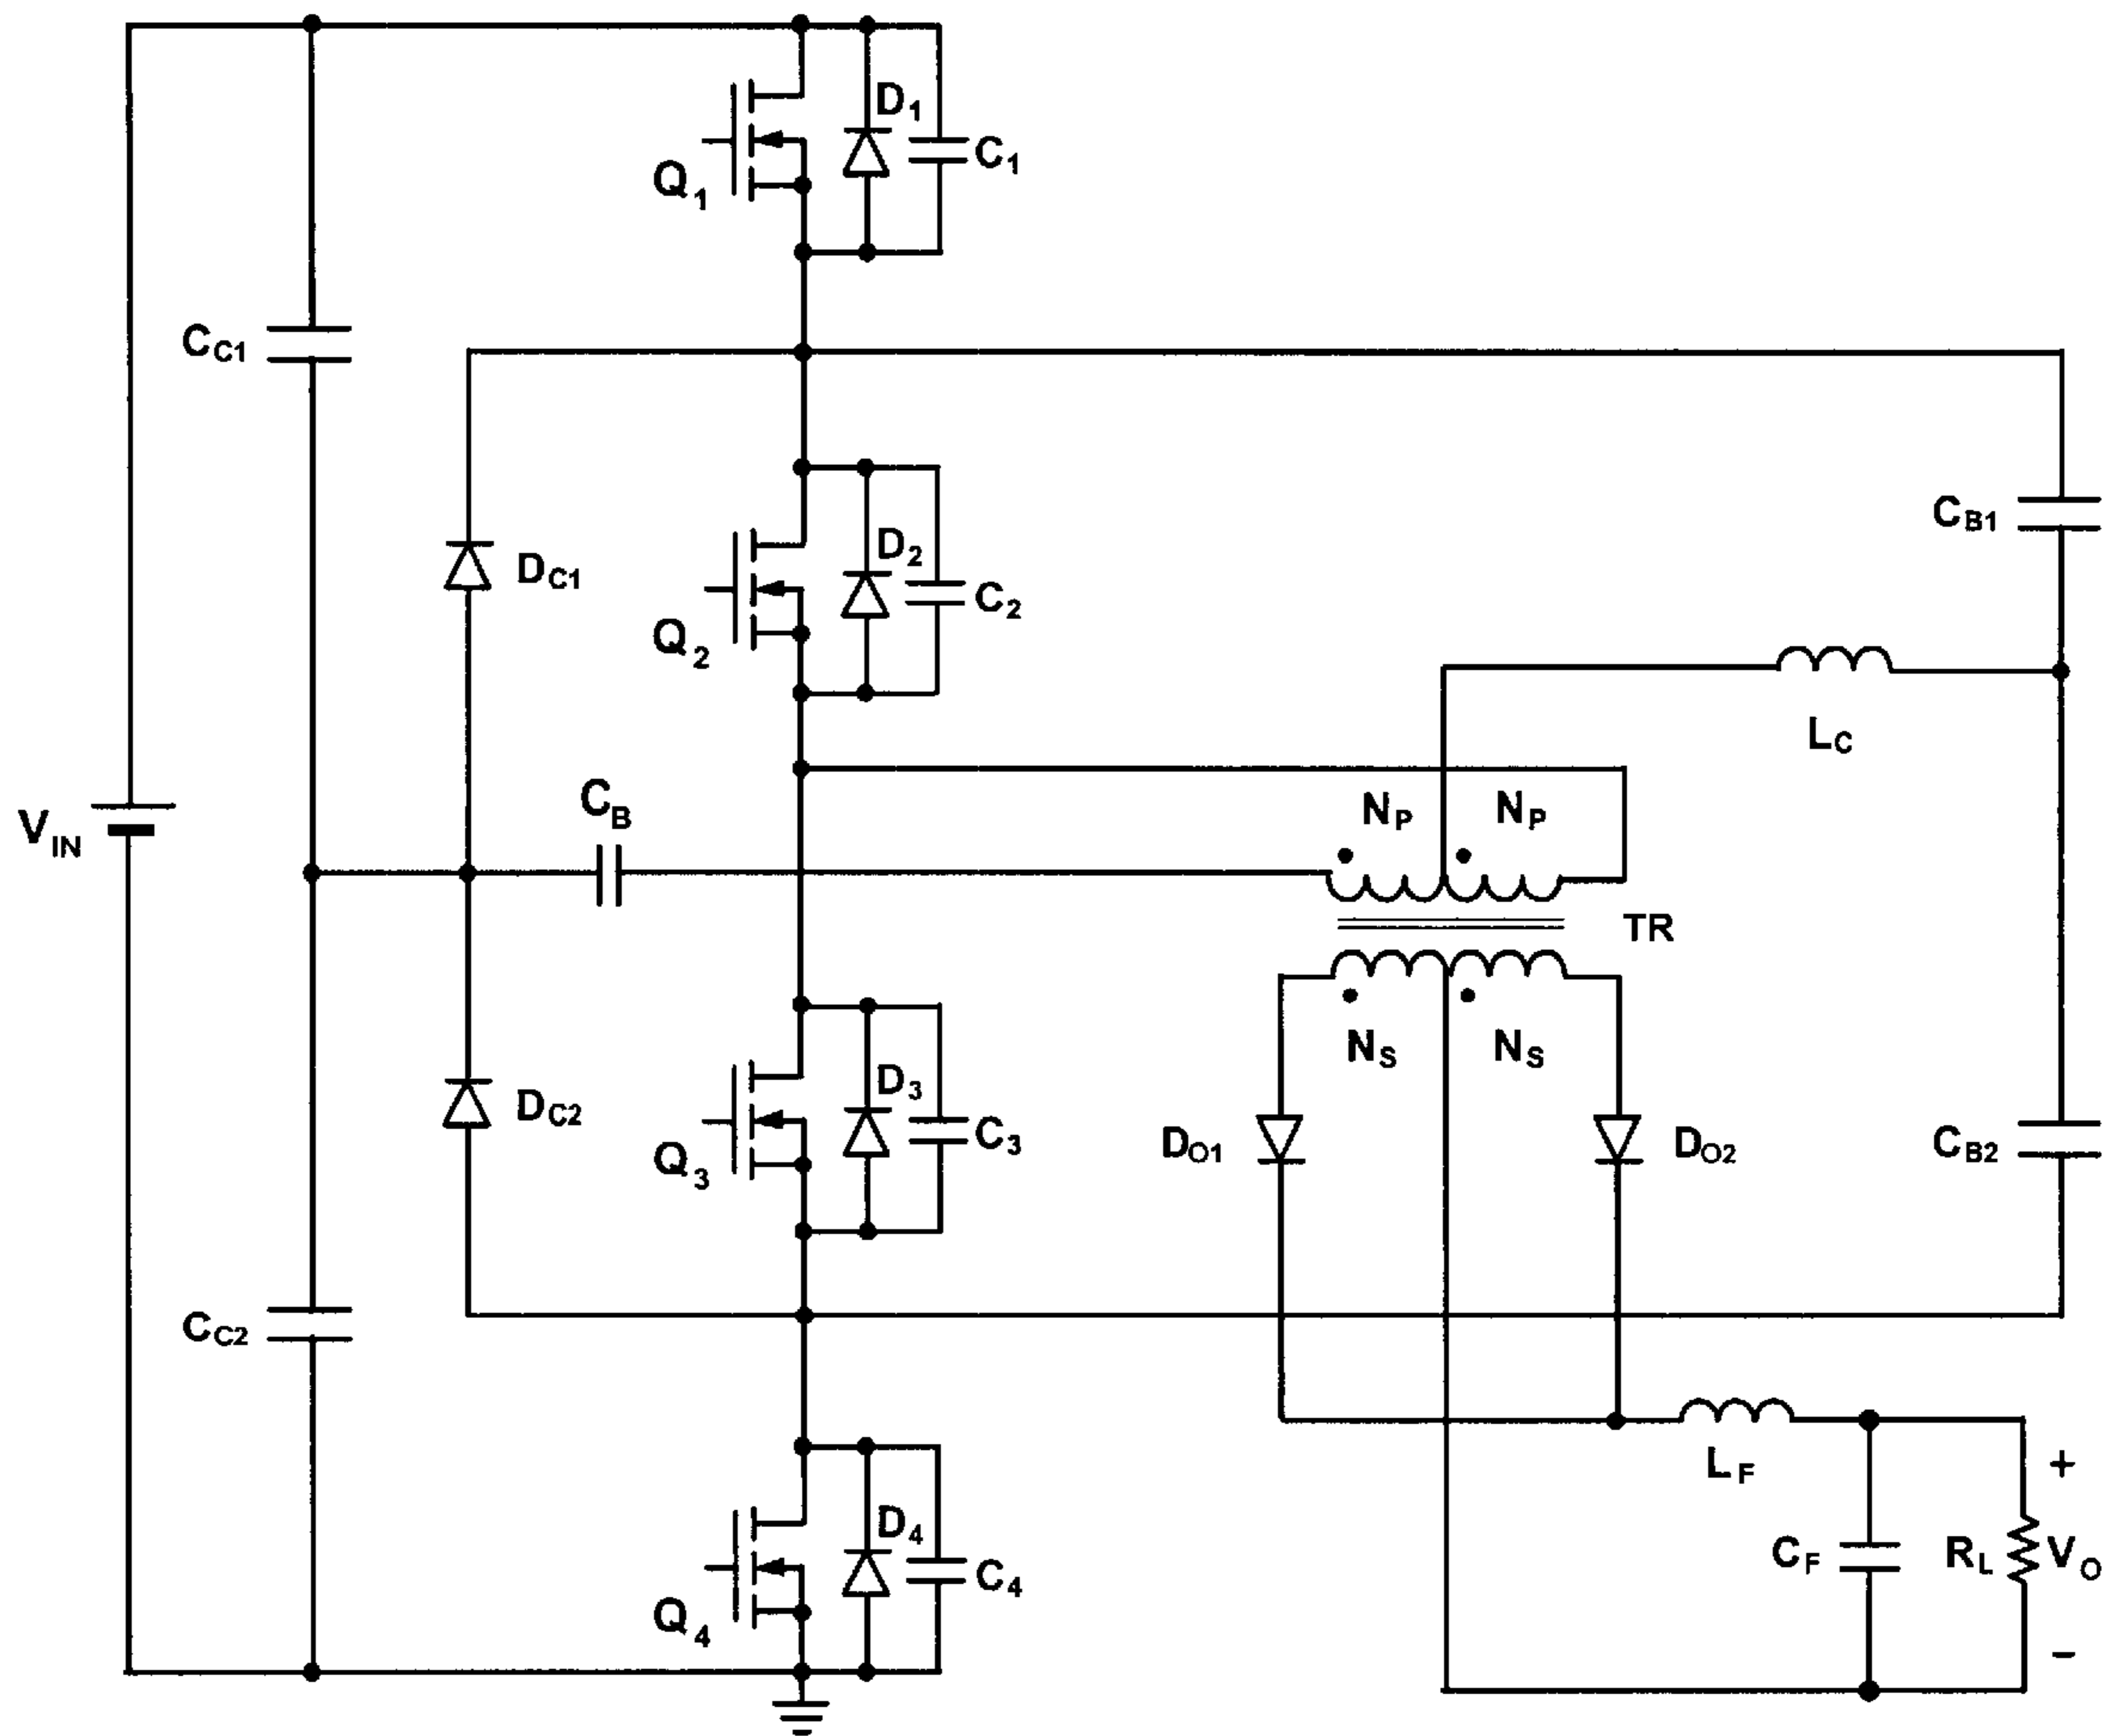 D1
C1
Q1
CC1
D2
DC1
CB1
C2
Q2
LC
CB
NP
NP
VIN
TR
NS
NS
D3
DC2
C3
DO1
DO2
CB2
Q3
CC2
LF
+
D4
C4
CF
RL
VO
Q4
−